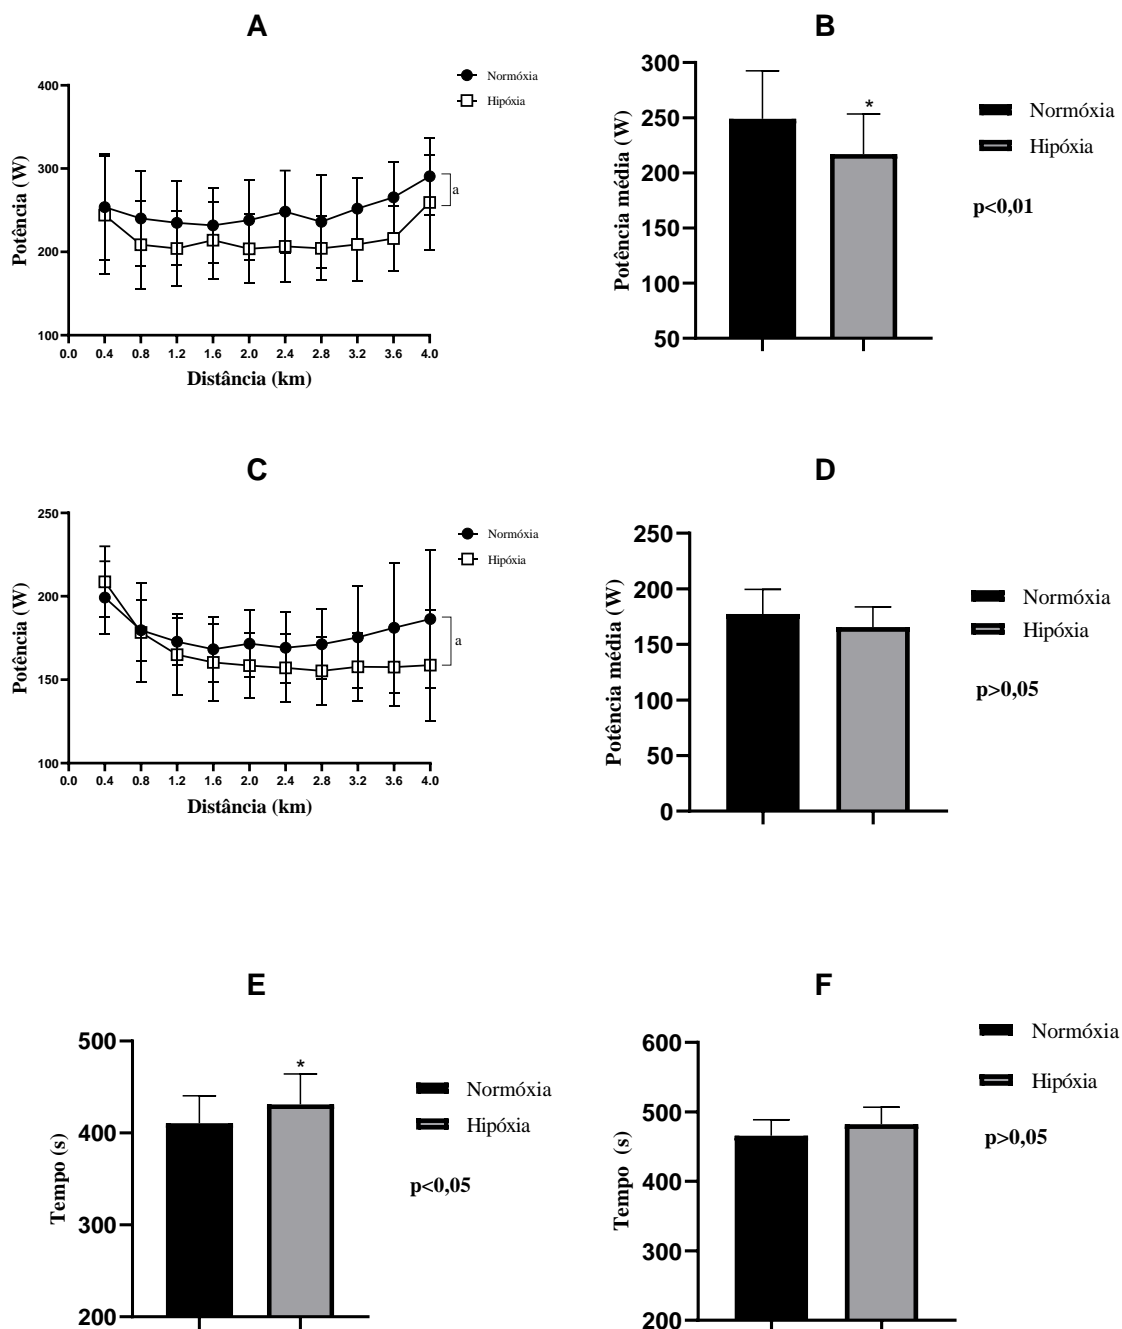 A
Potência (W)
400
300
200
100
0.0 0.4 0.8 1.2 1.6 2.0 2.4 2.8 3.2 3.6 4.0
Distância (km)
Normóxia
Hipóxia
a
B
Potência média (W)
300
250
200
150
100
50
*
Normóxia
Hipóxia
p<0,01
C
Potência (W)
250
200
150
100
0.0 0.4 0.8 1.2 1.6 2.0 2.4 2.8 3.2 3.6 4.0
Distância (km)
Normóxia
Hipóxia
a
D
Potência média (W)
250
200
150
100
50
0
Normóxia
Hipóxia
p>0,05
E
Tempo (s)
500
400
300
200
*
Normóxia
Hipóxia
p<0,05
F
Tempo (s)
600
500
400
300
200
Normóxia
Hipóxia
p>0,05